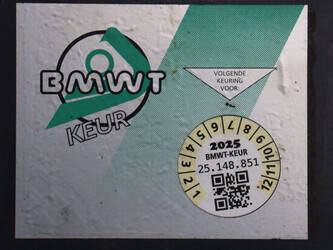 BMWT
KEUR
VOLGENDE
KEURING
VOOR:
1 2 3 4 5 6 7 8 9 10 11 12
2025
BMWT-KEUR
25.148.851